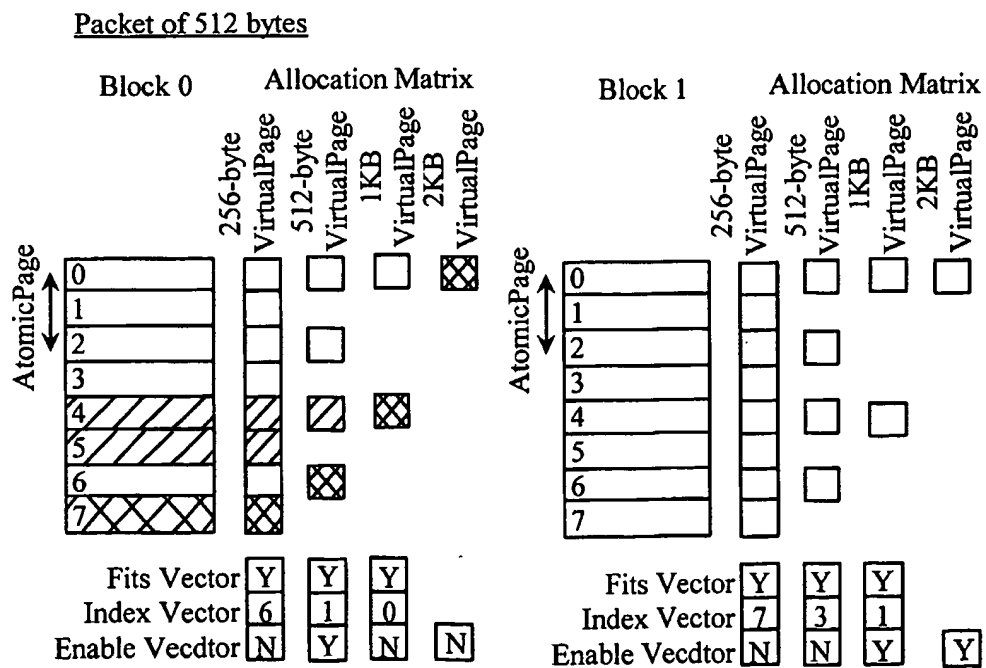 Packet of 512 bytes
Block 0
Allocation Matrix
256-byte
VirtualPage
512-byte
VirtualPage
1KB
VirtualPage
2KB
VirtualPage
AtomicPage
0
1
2
3
4
5
6
7
Fits Vector Y Y Y
Index Vector 6 1 0
Enable Vecdtor N Y N N
Block 1
Allocation Matrix
256-byte
VirtualPage
512-byte
VirtualPage
1KB
VirtualPage
2KB
VirtualPage
AtomicPage
0
1
2
3
4
5
6
7
Fits Vector Y Y Y
Index Vector 7 3 1
Enable Vecdtor N N Y Y